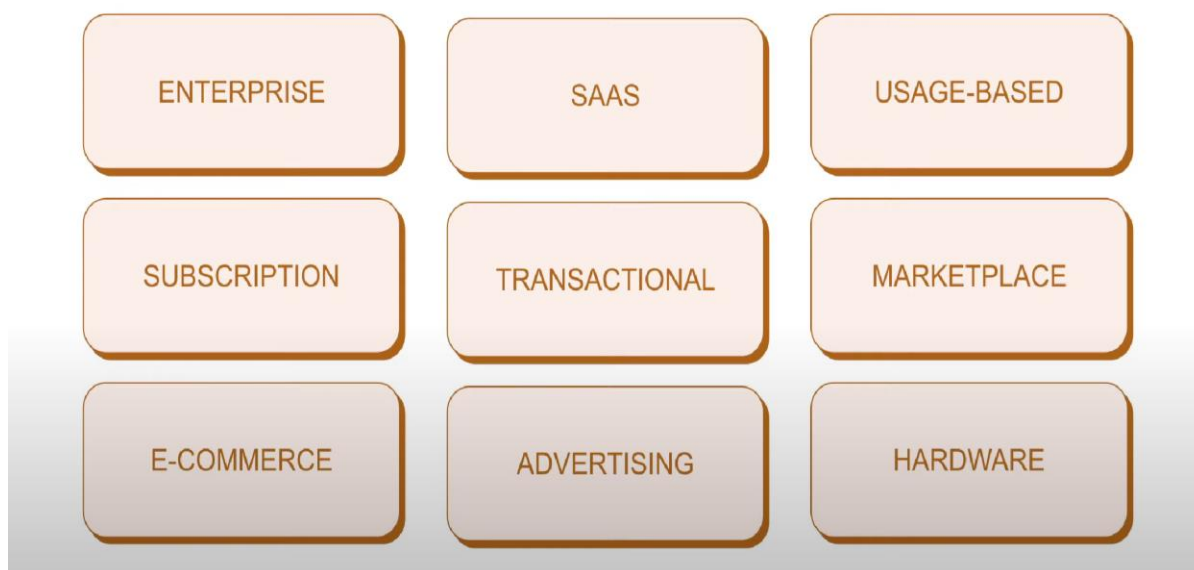 ENTERPRISE
SAAS
USAGE-BASED
SUBSCRIPTION
TRANSACTIONAL
MARKETPLACE
E-COMMERCE
ADVERTISING
HARDWARE